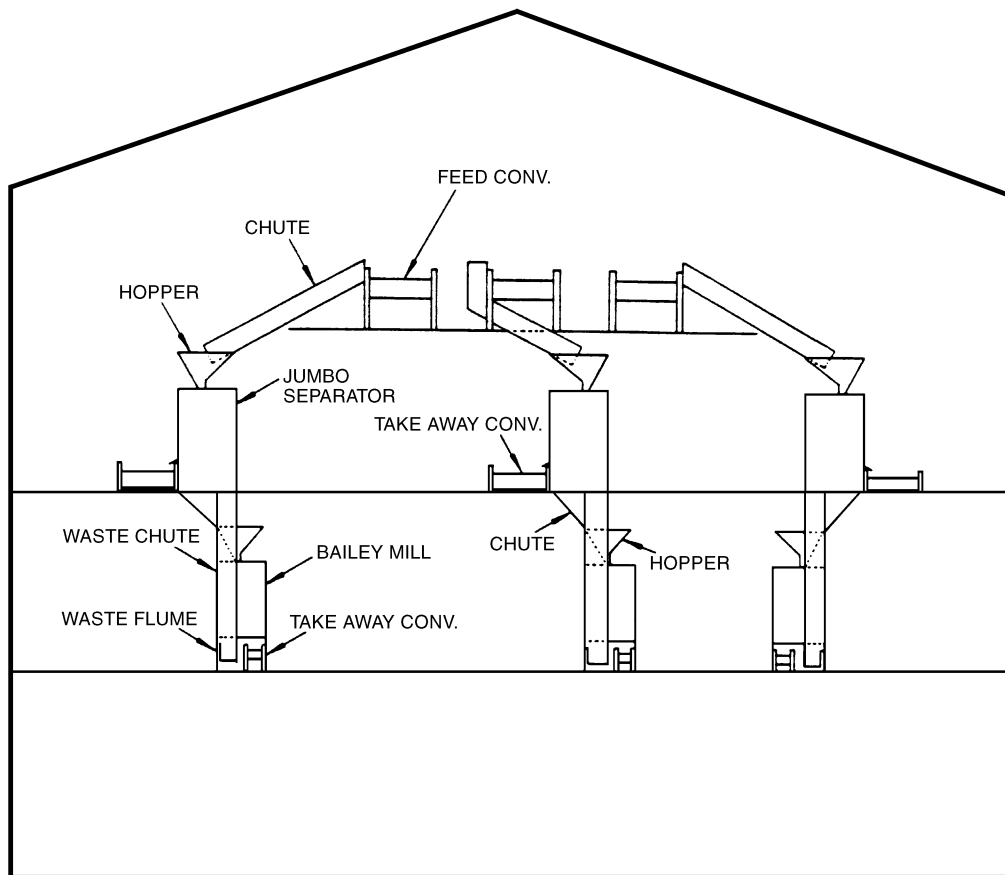 FEED CONV.
CHUTE
HOPPER
JUMBO
SEPARATOR
TAKE AWAY CONV.
WASTE CHUTE
BAILEY MILL
CHUTE
HOPPER
WASTE FLUME
TAKE AWAY CONV.